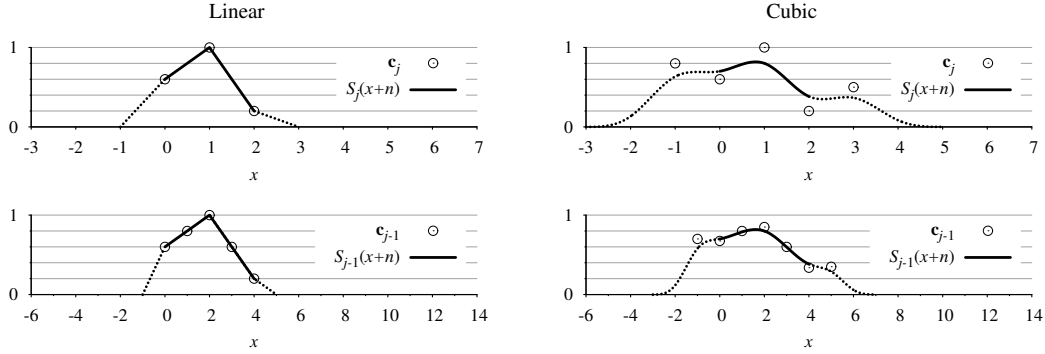 Linear
Cubic
1
0
c_j
S_j(x+n)
-3 -2 -1 0 1 2 3 4 5 6 7
x
1
0
c_j
S_j(x+n)
-3 -2 -1 0 1 2 3 4 5 6 7
x
1
0
c_{j-1}
S_{j-1}(x+n)
-6 -4 -2 0 2 4 6 8 10 12 14
x
1
0
c_{j-1}
S_{j-1}(x+n)
-6 -4 -2 0 2 4 6 8 10 12 14
x